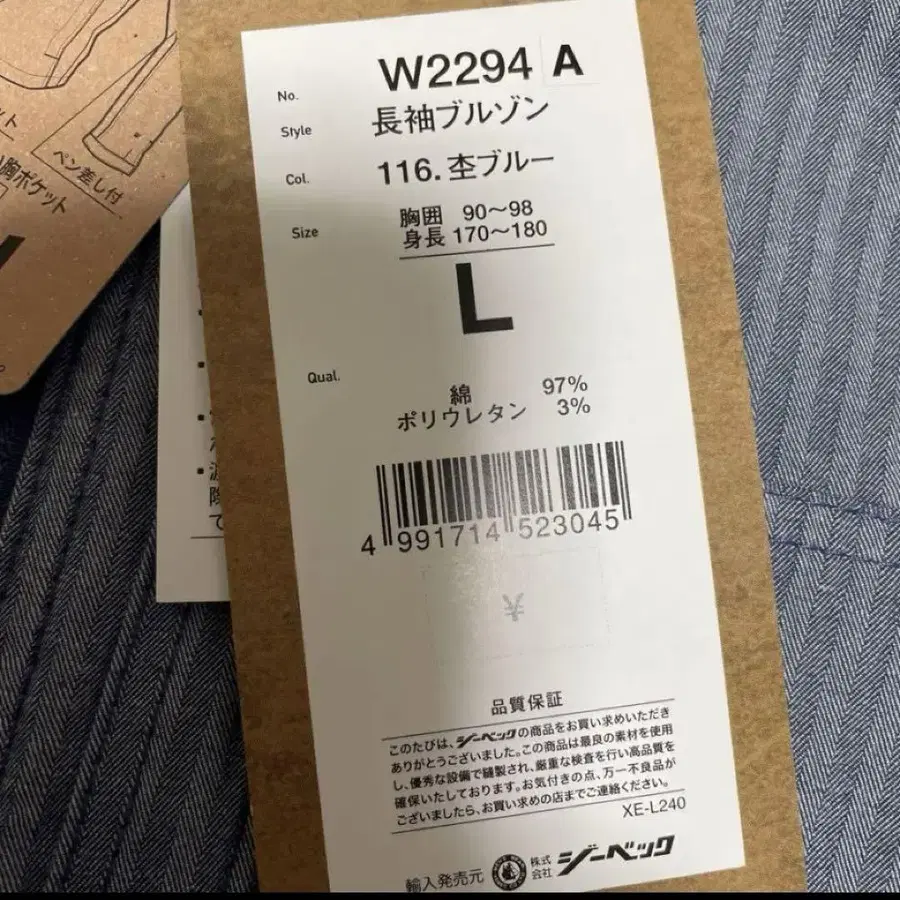 ペン差し付
胸ポケット
No. W2294 A
Style 長袖ブルゾン
Col. 116.杢ブルー
Size 胸囲 90〜98
身長 170〜180
L
Qual. 綿 97%
ポリウレタン 3%
4 991714 523045
¥
品質保証
このたびは、ジーベックの商品をお買い求めいただき
ありがとうございました。この商品は最良の素材を使用
し、優秀な設備で縫製され、厳重な検査を行い高品質を
確保いたしております。お気付きの点、万一不良品が
ございましたら、お買い求めの店までご連絡ください。
XE-L240
輸入発売元 株式会社 ジーベック